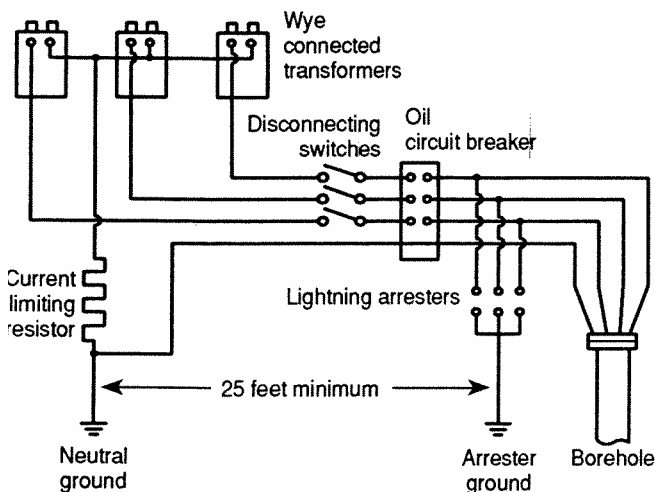 Wye
connected
transformers
Oil
circuit breaker
Disconnecting
switches
Current
limiting
resistor
Lightning arresters
25 feet minimum
Neutral
ground
Arrester
ground
Borehole